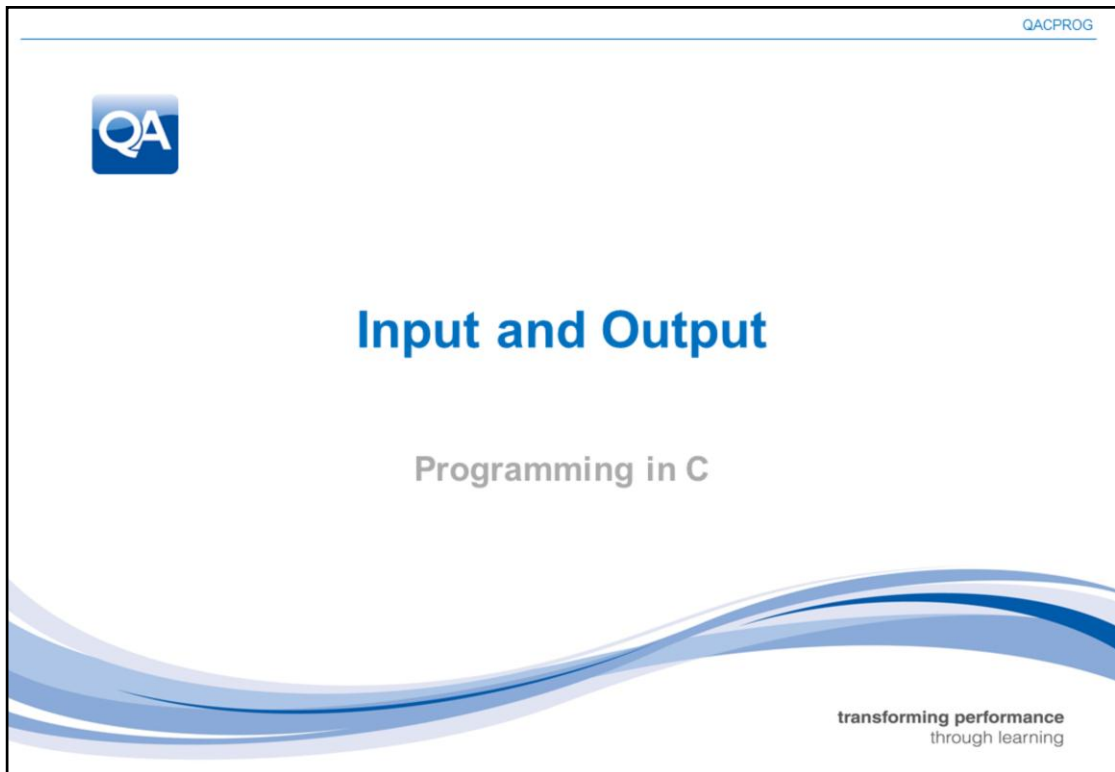 QACPROG
QA
Input and Output
Programming in C
transforming performance
through learning